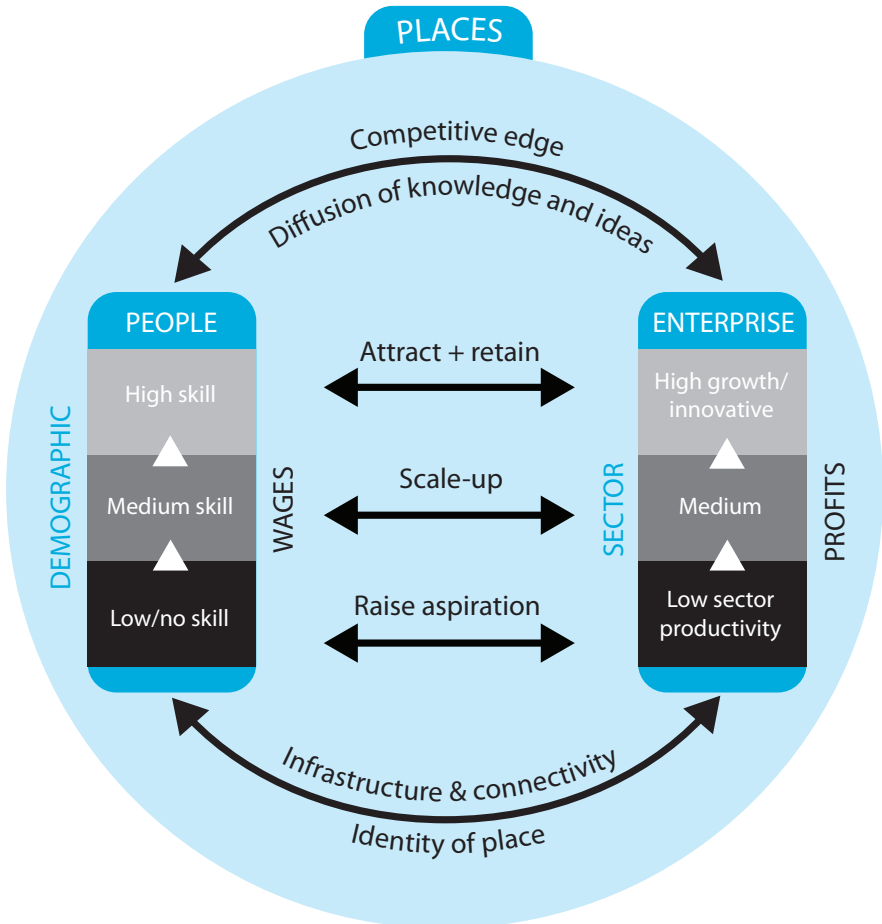 PLACES
Competitive edge
Diffusion of knowledge and ideas
PEOPLE
ENTERPRISE
Attract + retain
High skill
High growth/
innovative
DEMOGRAPHIC
WAGES
Scale-up
SECTOR
PROFITS
Medium skill
Medium
Raise aspiration
Low/no skill
Low sector
productivity
Infrastructure & connectivity
Identity of place